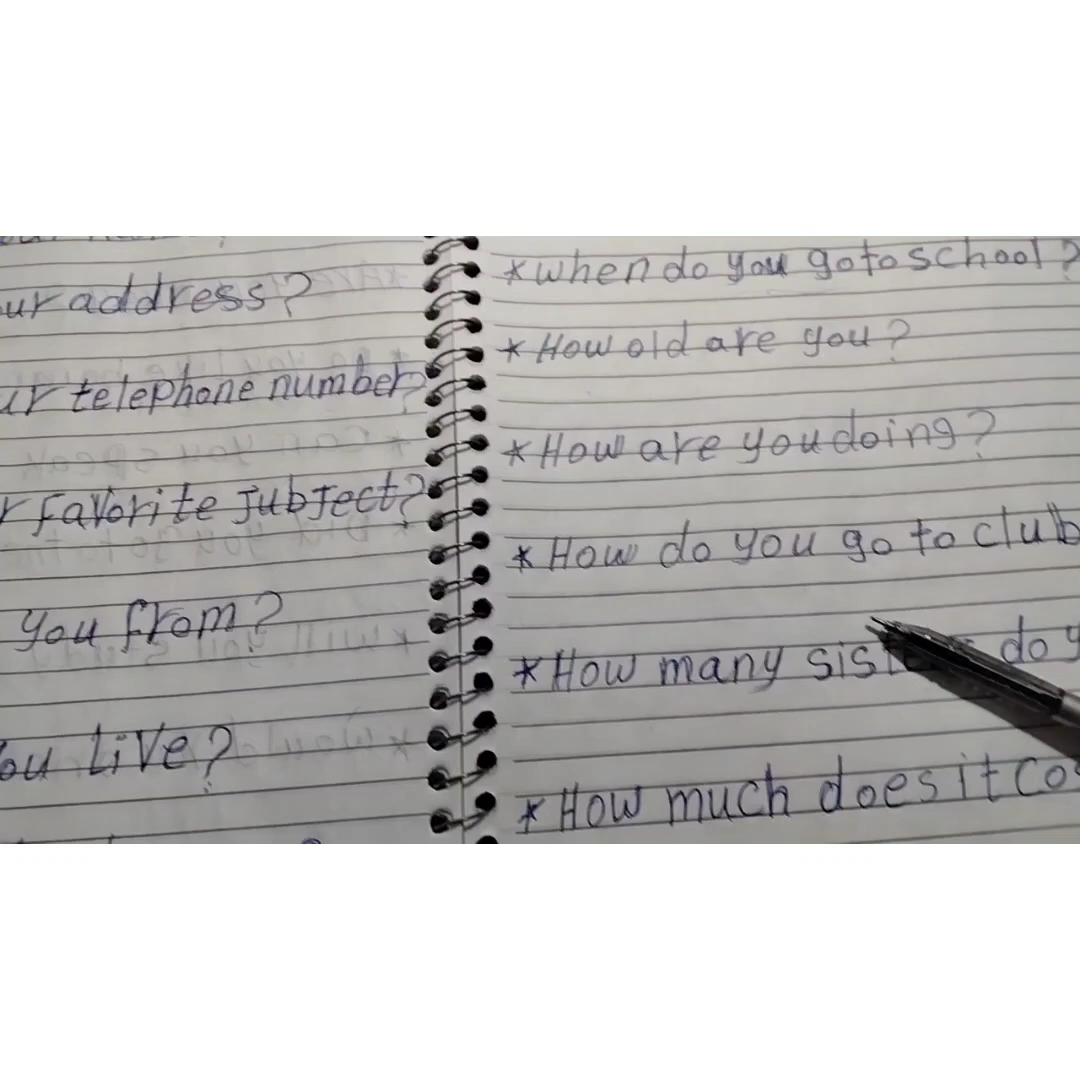 ur address?
ur telephone number?
r favorite subject?
you from?
ou Live?
*when do you go to school?
*How old are you?
*How are you doing?
*How do you go to club
*How many sisters do y
*How much does it cos